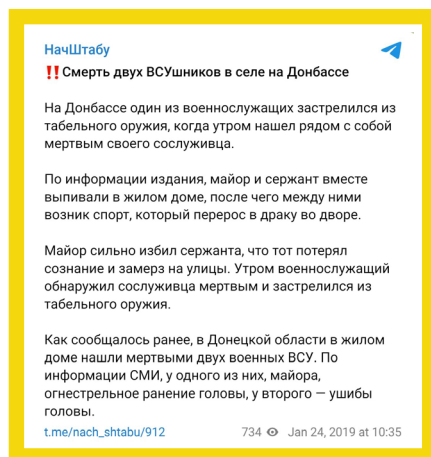 НачШтабу
‼️Смерть двух ВСУшников в селе на Донбассе
На Донбассе один из военнослужащих застрелился из
табельного оружия, когда утром нашел рядом с собой
мертвым своего сослуживца.
По информации издания, майор и сержант вместе
выпивали в жилом доме, после чего между ними
возник спорт, который перерос в драку во дворе.
Майор сильно избил сержанта, что тот потерял
сознание и замерз на улицы. Утром военнослужащий
обнаружил сослуживца мертвым и застрелился из
табельного оружия.
Как сообщалось ранее, в Донецкой области в жилом
доме нашли мертвыми двух военных ВСУ. По
информации СМИ, у одного из них, майора,
огнестрельное ранение головы, у второго — ушибы
головы.
t.me/nach_shtabu/912 734 Jan 24, 2019 at 10:35